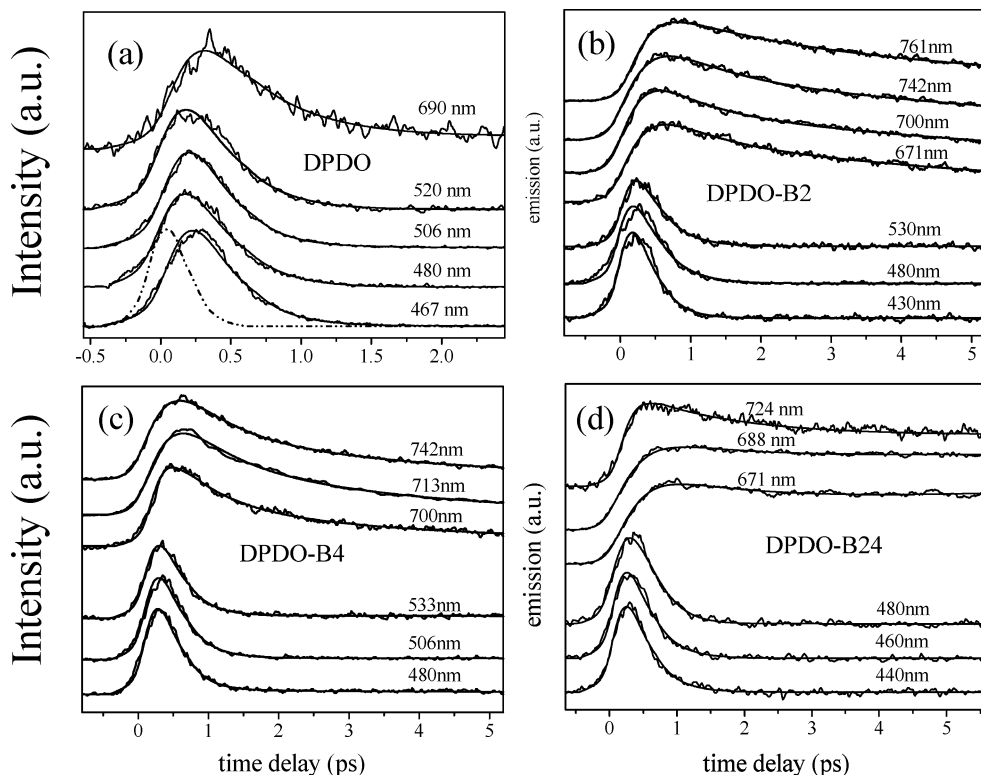 Intensity (a.u.)
(a)
690 nm
DPDO
520 nm
506 nm
480 nm
467 nm
-0.5 0.0 0.5 1.0 1.5 2.0
emission (a.u.)
(b)
761nm
742nm
700nm
671nm
DPDO-B2
530nm
480nm
430nm
0 1 2 3 4 5
Intensity (a.u.)
(c)
742nm
713nm
700nm
DPDO-B4
533nm
506nm
480nm
0 1 2 3 4 5
time delay (ps)
emission (a.u.)
(d)
724 nm
688 nm
671 nm
DPDO-B24
480nm
460nm
440nm
0 1 2 3 4 5
time delay (ps)